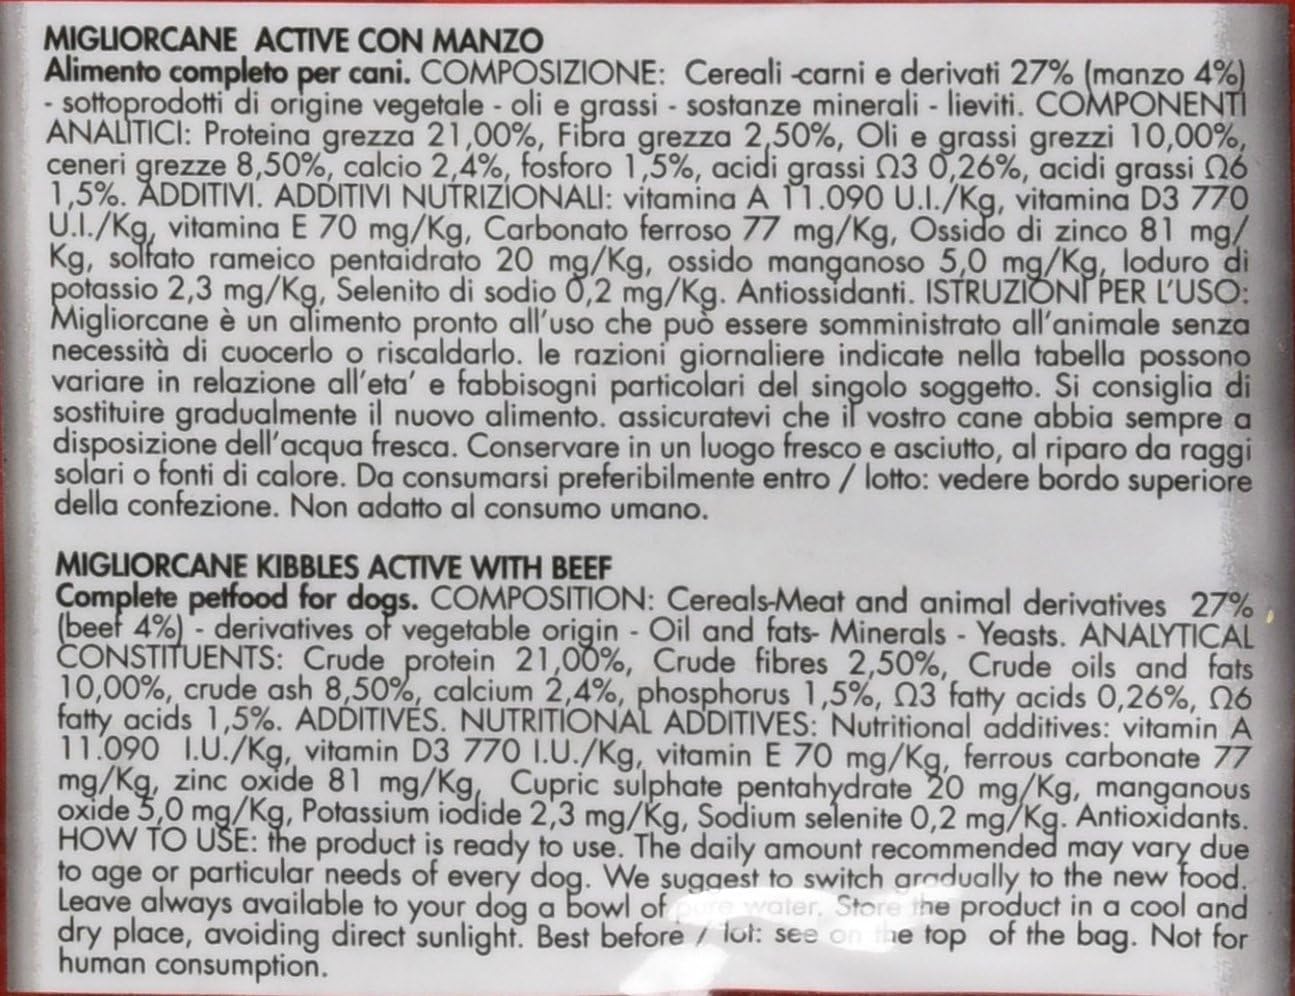 MIGLIORCANE ACTIVE CON MANZO
Alimento completo per cani. COMPOSIZIONE: Cereali -carni e derivati 27% (manzo 4%)
- sottoprodotti di origine vegetale - oli e grassi - sostanze minerali - lieviti. COMPONENTI
ANALITICI: Proteina grezza 21,00%, Fibra grezza 2,50%, Oli e grassi grezzi 10,00%,
ceneri grezze 8,50%, calcio 2,4%, fosforo 1,5%, acidi grassi Ω3 0,26%, acidi grassi Ω6
1,5%. ADDITIVI. ADDITIVI NUTRIZIONALI: vitamina A 11.090 U.I./Kg, vitamina D3 770
U.I./Kg, vitamina E 70 mg/Kg, Carbonato ferroso 77 mg/Kg, Ossido di zinco 81 mg/
Kg, solfato rameico pentaidrato 20 mg/Kg, ossido manganoso 5,0 mg/Kg, Ioduro di
potassio 2,3 mg/Kg, Selenito di sodio 0,2 mg/Kg. Antiossidanti. ISTRUZIONI PER L'USO:
Migliorcane è un alimento pronto all'uso che può essere somministrato all'animale senza
necessità di cuocerlo o riscaldarlo. le razioni giornaliere indicate nella tabella possono
variare in relazione all'eta' e fabbisogni particolari del singolo soggetto. Si consiglia di
sostituire gradualmente il nuovo alimento. assicuratevi che il vostro cane abbia sempre a
disposizione dell'acqua fresca. Conservare in un luogo fresco e asciutto, al riparo da raggi
solari o fonti di calore. Da consumarsi preferibilmente entro / lotto: vedere bordo superiore
della confezione. Non adatto al consumo umano.
MIGLIORCANE KIBBLES ACTIVE WITH BEEF
Complete petfood for dogs. COMPOSITION: Cereals-Meat and animal derivatives 27%
(beef 4%) - derivatives of vegetable origin - Oil and fats- Minerals - Yeasts. ANALYTICAL
CONSTITUENTS: Crude protein 21,00%, Crude fibres 2,50%, Crude oils and fats
10,00%, crude ash 8,50%, calcium 2,4%, phosphorus 1,5%, Ω3 fatty acids 0,26%, Ω6
fatty acids 1,5%. ADDITIVES. NUTRITIONAL ADDITIVES: Nutritional additives: vitamin A
11.090 I.U./Kg, vitamin D3 770 I.U./Kg, vitamin E 70 mg/Kg, ferrous carbonate 77
mg/Kg, zinc oxide 81 mg/Kg, Cupric sulphate pentahydrate 20 mg/Kg, manganous
oxide 5,0 mg/Kg, Potassium iodide 2,3 mg/Kg, Sodium selenite 0,2 mg/Kg. Antioxidants.
HOW TO USE: the product is ready to use. The daily amount recommended may vary due
to age or particular needs of every dog. We suggest to switch gradually to the new food.
Leave always available to your dog a bowl of pure water. Store the product in a cool and
dry place, avoiding direct sunlight. Best before / lot: see on the top of the bag. Not for
human consumption.